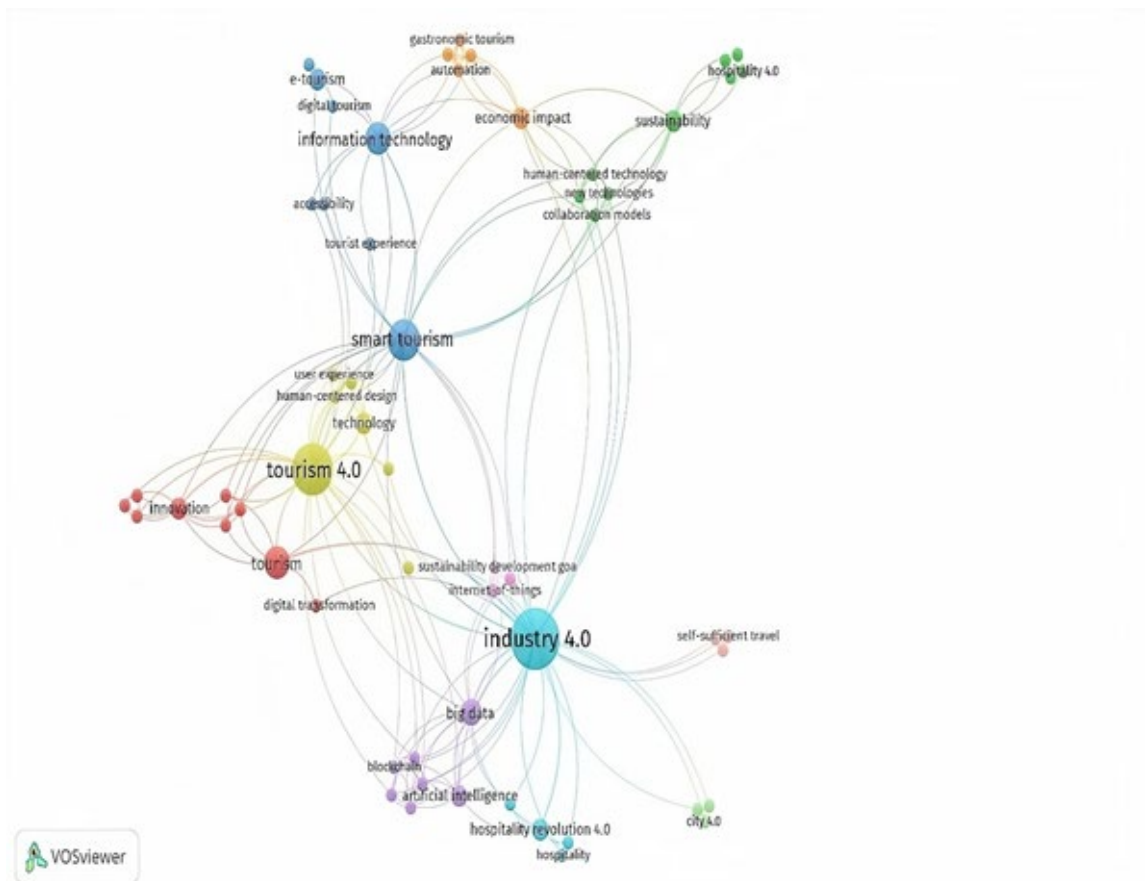 gastronomic tourism
automation
hospitality 4.0
e-tourism
digital tourism
economic impact
sustainability
information technology
human-centered technology
new technologies
accessibility
collaboration models
tourist experience
smart tourism
user experience
human-centered design
technology
tourism 4.0
innovation
tourism
sustainability development goa
internet-of-things
digital transformation
industry 4.0
self-sufficient travel
big data
blockchain
artificial intelligence
city 4.0
hospitality revolution 4.0
hospitality
VOSviewer